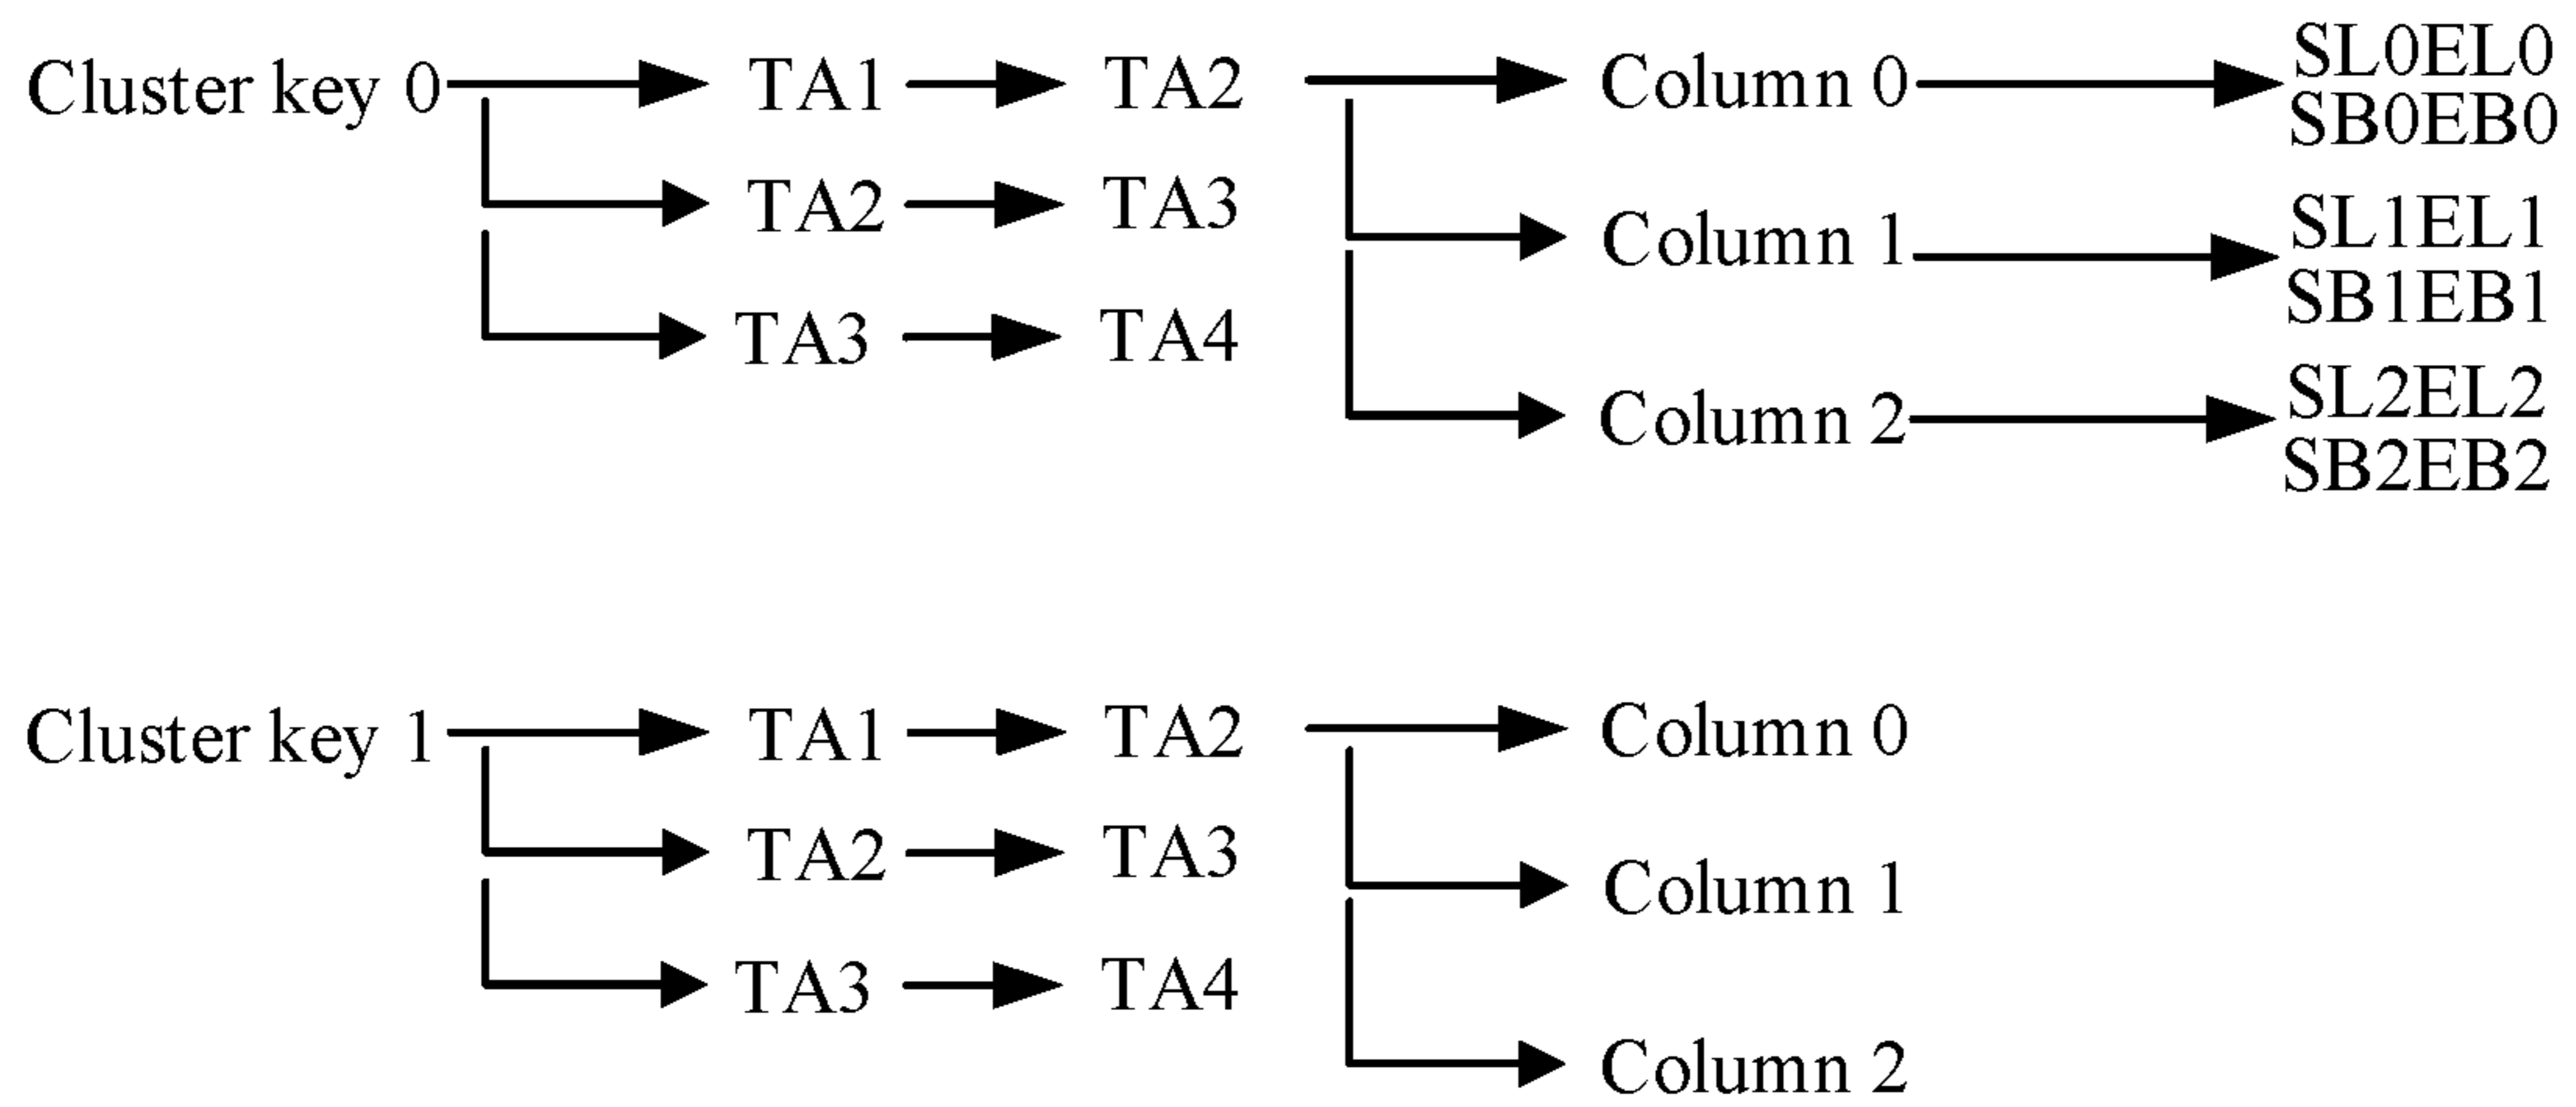 Cluster key 0 TA1 TA2 Column 0 SL0EL0
SB0EB0
TA2 TA3 Column 1 SL1EL1
SB1EB1
TA3 TA4 Column 2 SL2EL2
SB2EB2
Cluster key 1 TA1 TA2 Column 0
TA2 TA3 Column 1
TA3 TA4 Column 2